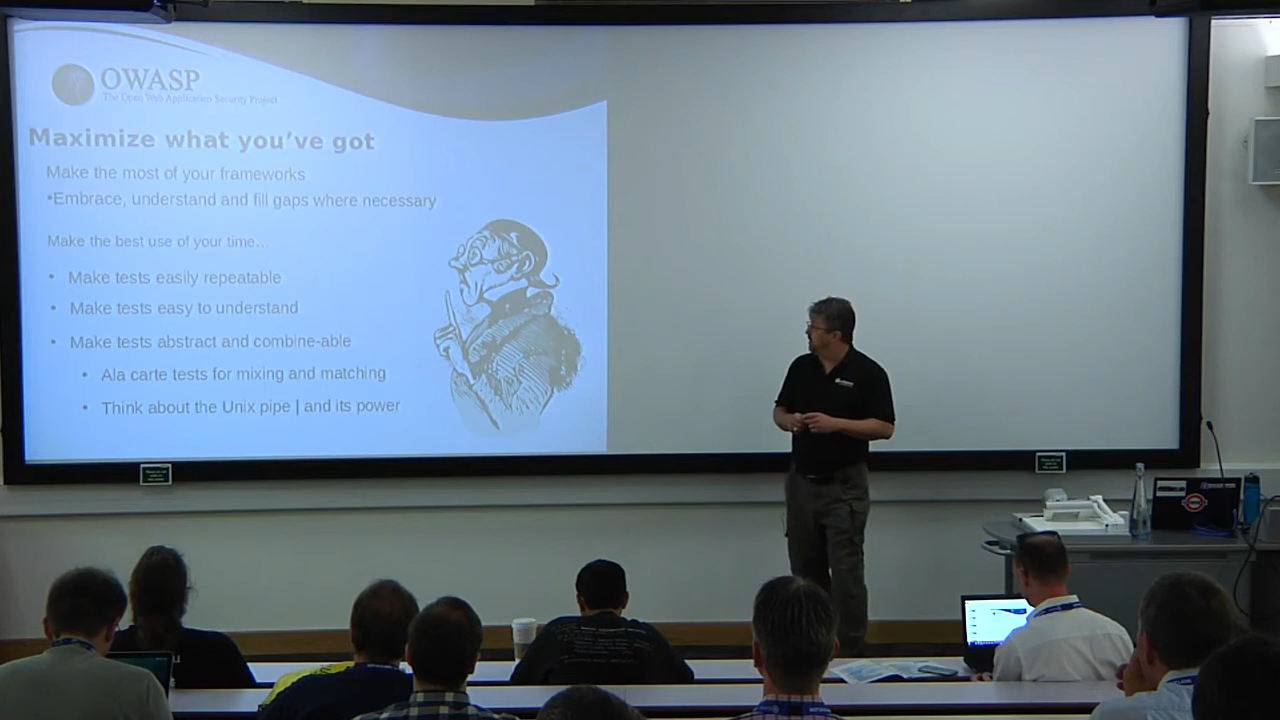 OWASP
The Open Web Application Security Project
Maximize what you've got
Make the most of your frameworks
•Embrace, understand and fill gaps where necessary
Make the best use of your time...
• Make tests easily repeatable
• Make tests easy to understand
• Make tests abstract and combine-able
• Ala carte tests for mixing and matching
• Think about the Unix pipe | and its power